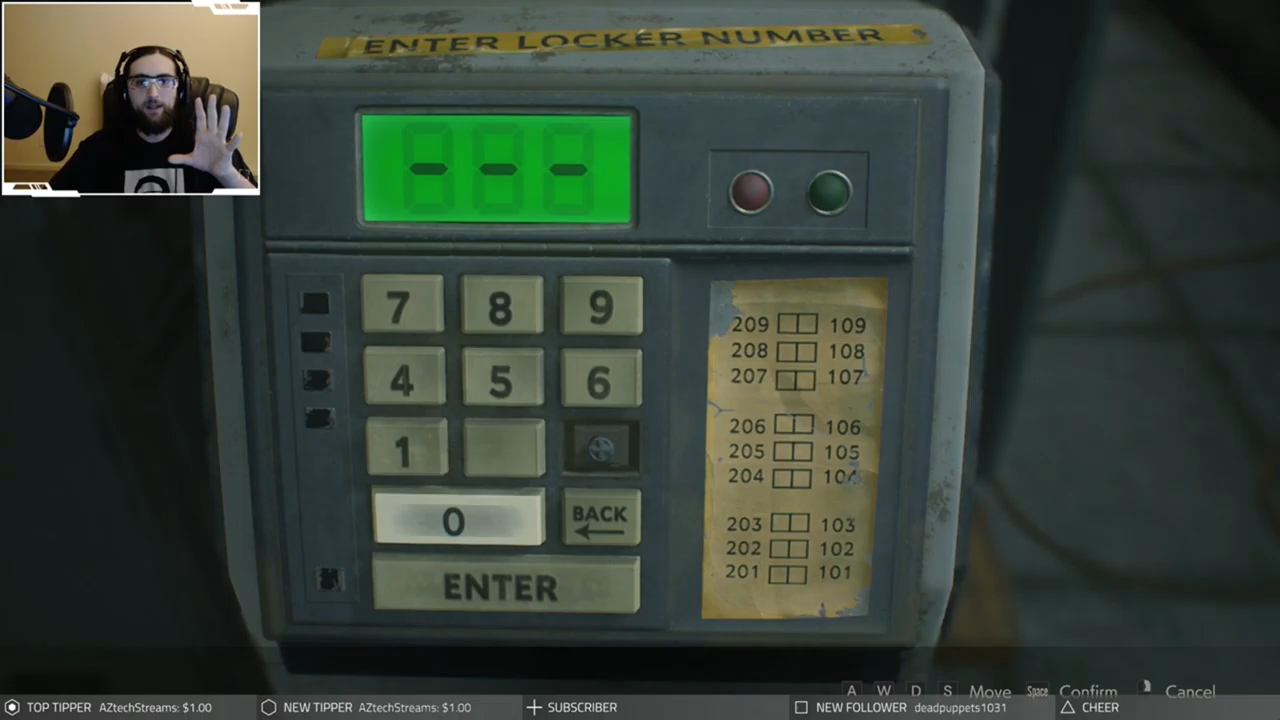 ENTER LOCKER NUMBER
7 8 9
4 5 6
1
0 BACK
ENTER
209 109
208 108
207 107
206 106
205 105
204 104
203 103
202 102
201 101
A W D S Move Space Confirm Cancel
TOP TIPPER AZtechStreams: $1.00
NEW TIPPER AZtechStreams: $1.00
SUBSCRIBER
NEW FOLLOWER deadpuppets1031
CHEER